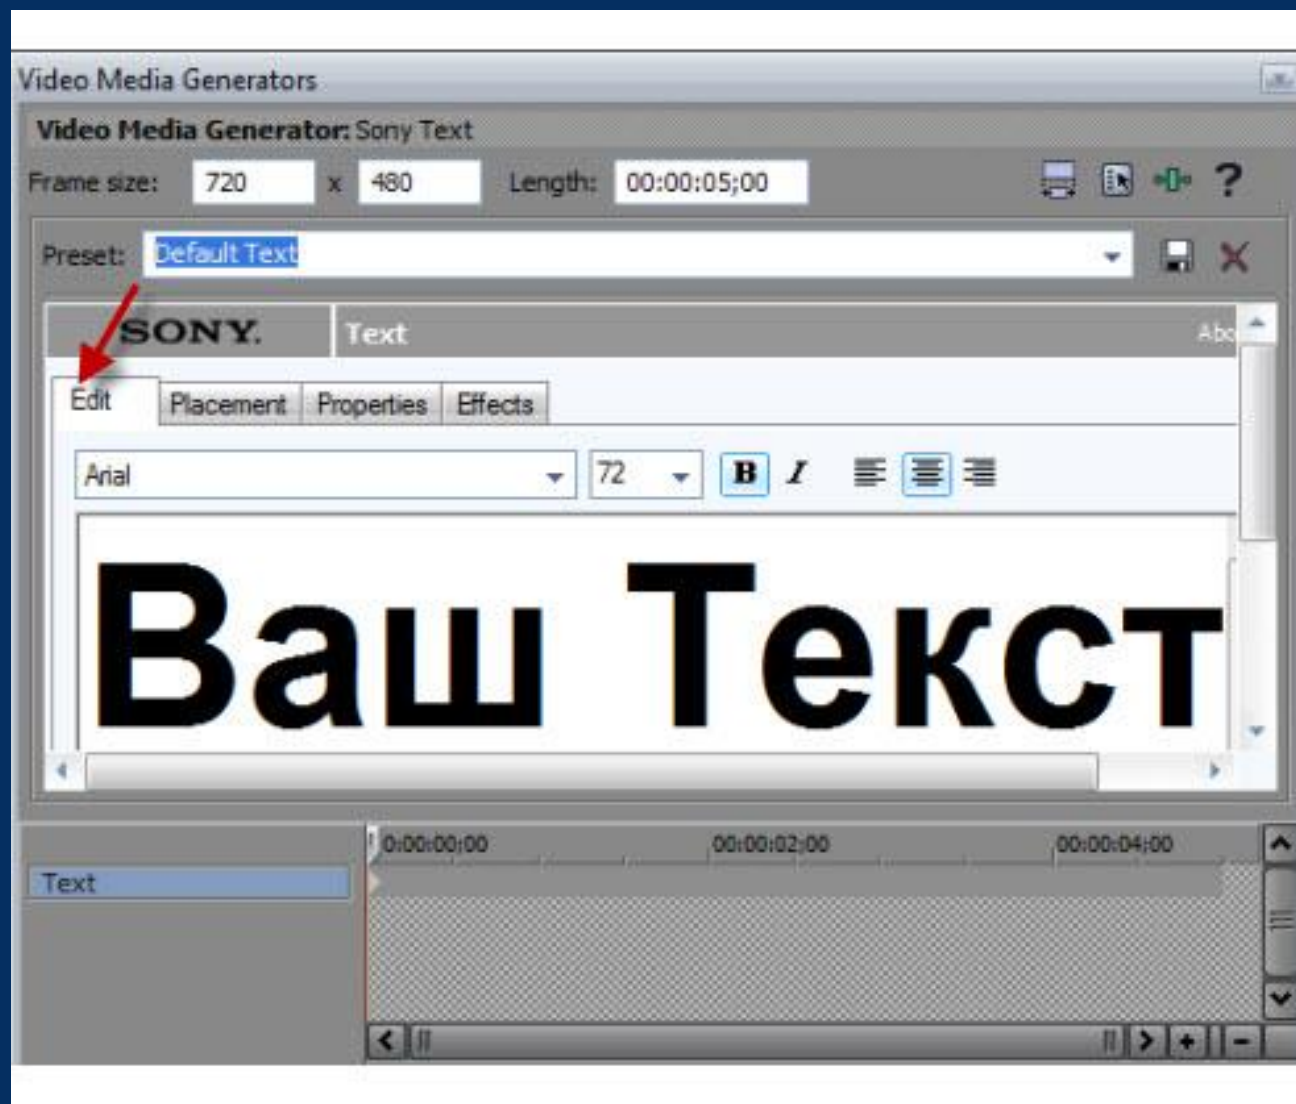 Video Media Generators
Video Media Generator: Sony Text
Frame size: 720 x 480 Length: 00:00:05;00 ?
Preset: Default Text
SONY. Text
Edit Placement Properties Effects
Arial 72 B I
Ваш Текст
0:00:00;00 00:00:02;00 00:00:04;00
Text